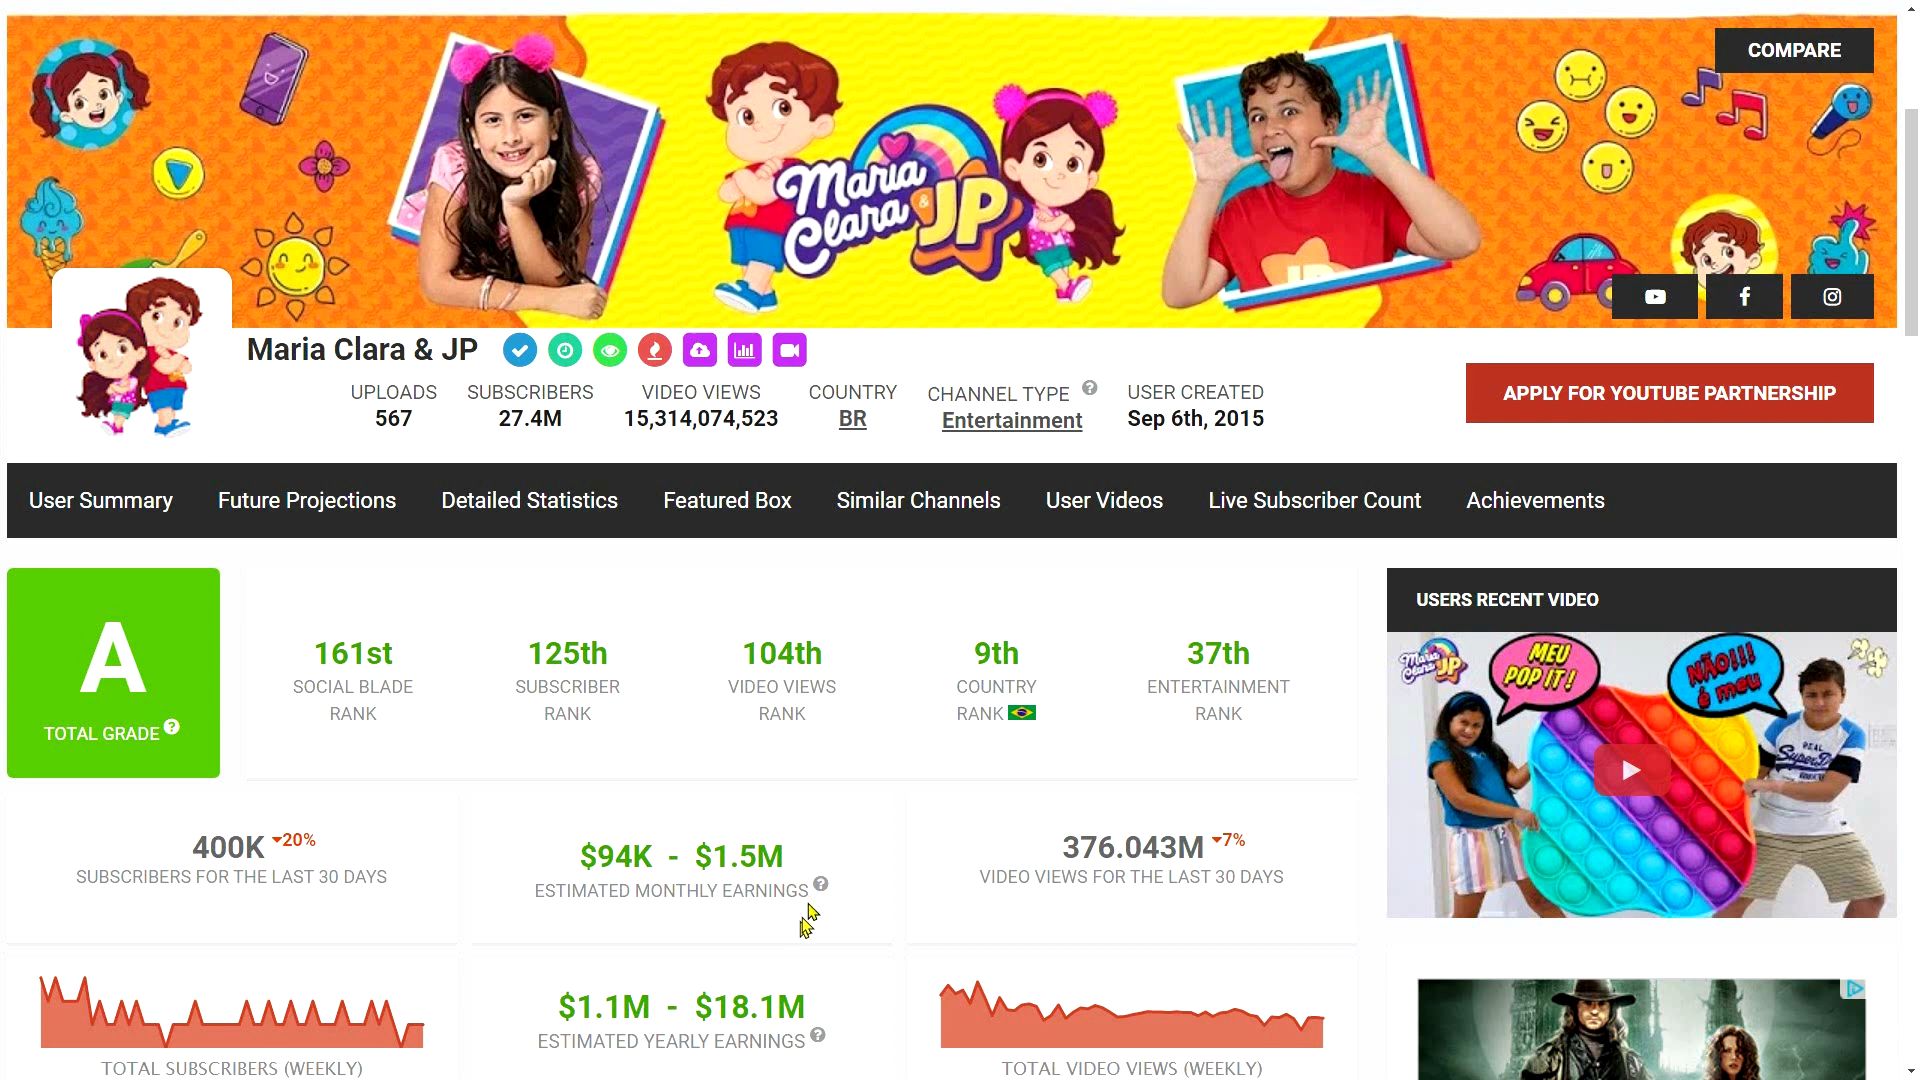 COMPARE
Maria
Clara & JP
Maria Clara & JP
UPLOADS
567
SUBSCRIBERS
27.4M
VIDEO VIEWS
15,314,074,523
COUNTRY
BR
CHANNEL TYPE ?
Entertainment
USER CREATED
Sep 6th, 2015
APPLY FOR YOUTUBE PARTNERSHIP
User Summary
Future Projections
Detailed Statistics
Featured Box
Similar Channels
User Videos
Live Subscriber Count
Achievements
A
TOTAL GRADE ?
161st
SOCIAL BLADE
RANK
125th
SUBSCRIBER
RANK
104th
VIDEO VIEWS
RANK
9th
COUNTRY
RANK
37th
ENTERTAINMENT
RANK
USERS RECENT VIDEO
Maria
Clara & JP
MEU
POP IT!
NÃO!!!
é meu
400K 20%
SUBSCRIBERS FOR THE LAST 30 DAYS
$94K - $1.5M
ESTIMATED MONTHLY EARNINGS ?
376.043M 7%
VIDEO VIEWS FOR THE LAST 30 DAYS
TOTAL SUBSCRIBERS (WEEKLY)
$1.1M - $18.1M
ESTIMATED YEARLY EARNINGS ?
TOTAL VIDEO VIEWS (WEEKLY)